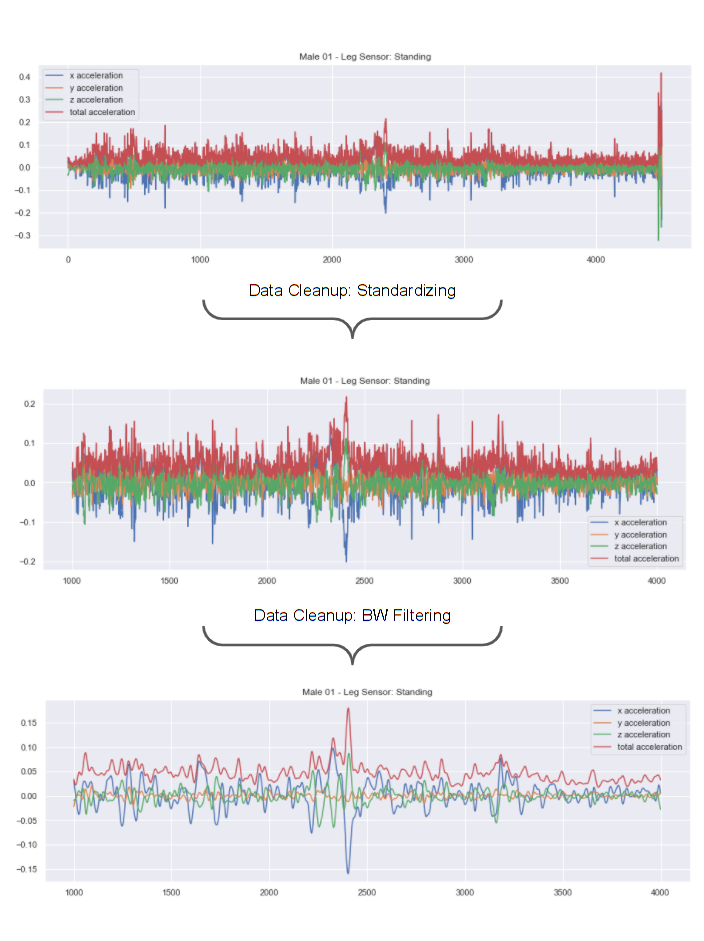 Male 01 - Leg Sensor: Standing
x acceleration
y acceleration
z acceleration
total acceleration
0.4
0.3
0.2
0.1
0.0
−0.1
−0.2
−0.3
0 1000 2000 3000 4000
Data Cleanup: Standardizing
Male 01 - Leg Sensor: Standing
0.2
0.1
0.0
−0.1
−0.2
x acceleration
y acceleration
z acceleration
total acceleration
1000 1500 2000 2500 3000 3500 4000
Data Cleanup: BW Filtering
Male 01 - Leg Sensor: Standing
x acceleration
y acceleration
z acceleration
total acceleration
0.15
0.10
0.05
0.00
−0.05
−0.10
−0.15
1000 1500 2000 2500 3000 3500 4000